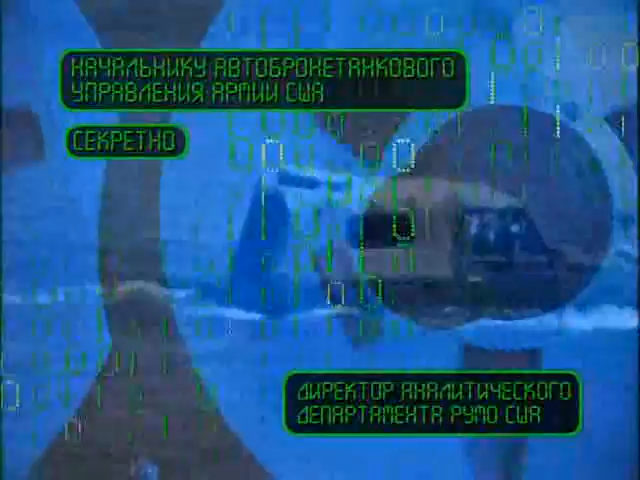 НАЧАЛЬНИКУ АВТОБРОНЕТАНКОВОГО
УПРАВЛЕНИЯ АРМИИ США
СЕКРЕТНО
ДИРЕКТОР АНАЛИТИЧЕСКОГО
ДЕПАРТАМЕНТА РУМО США